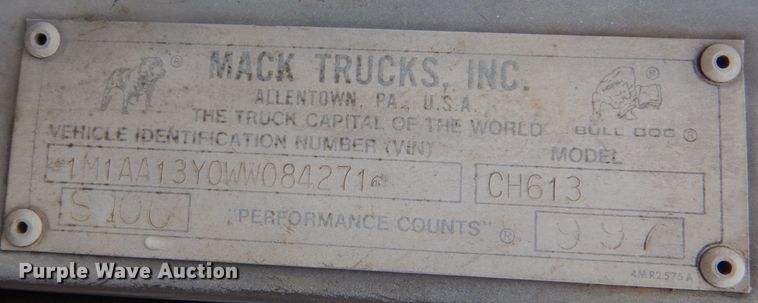 MACK TRUCKS, INC.
ALLENTOWN, PA., U.S.A.
THE TRUCK CAPITAL OF THE WORLD
BULL DOG ®
VEHICLE IDENTIFICATION NUMBER (VIN)
MODEL
1M1AA13Y0WW084271
CH613
S100
"PERFORMANCE COUNTS" ®
997
4MR2575A
Purple Wave Auction